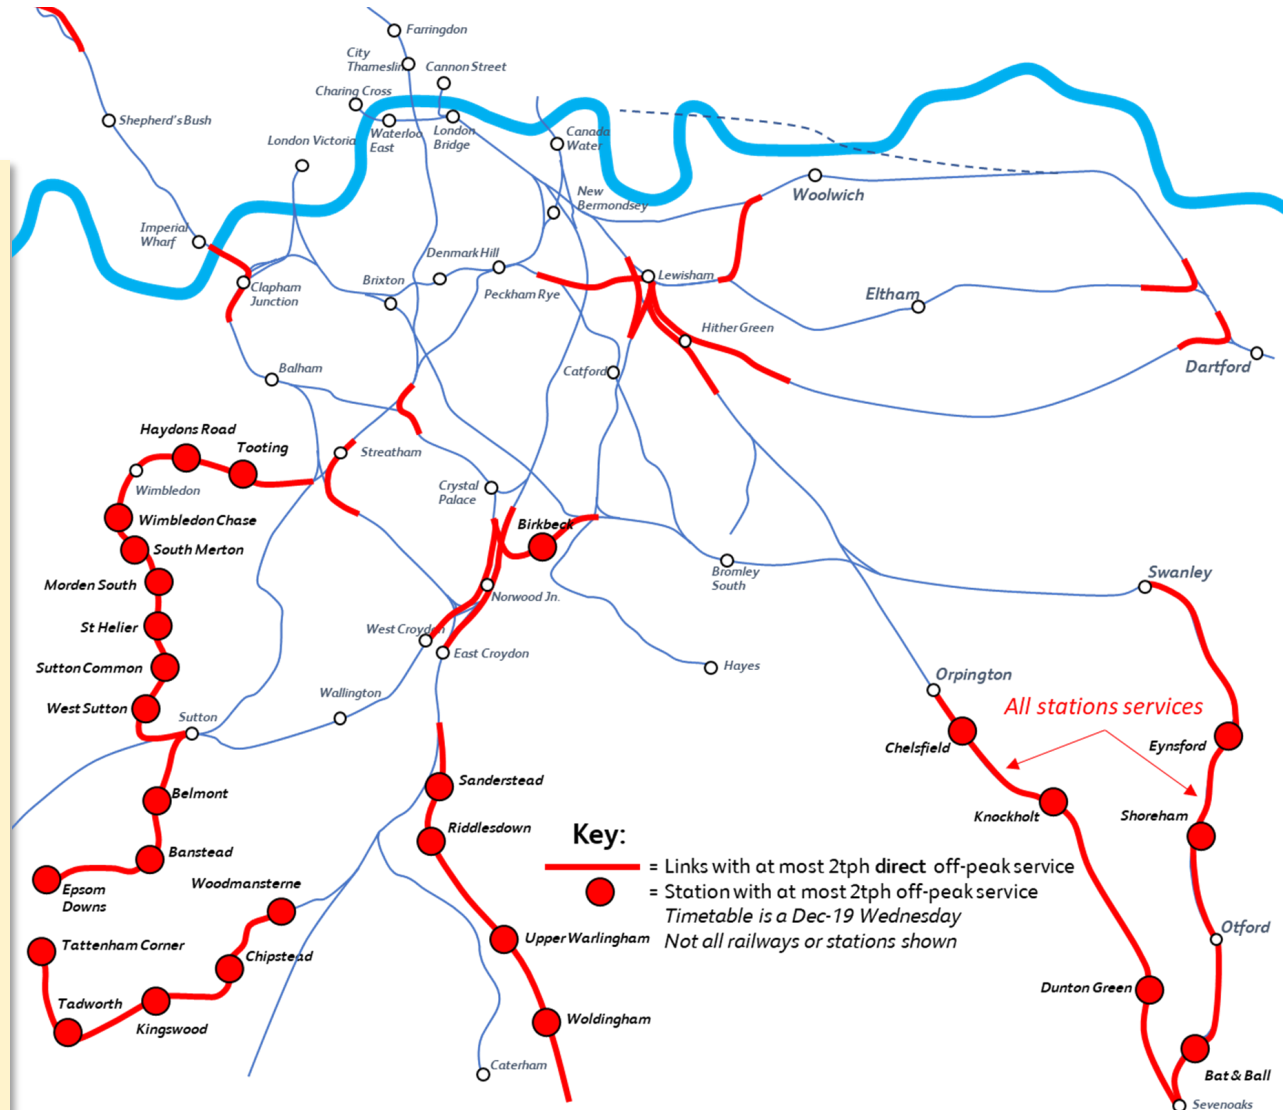 Farringdon
City
Thameslin
Cannon Street
Charing Cross
Shepherd's Bush
London Victoria
Waterloo
East
London
Bridge
Canada
Water
Woolwich
New
Bermondsey
Imperial
Wharf
Denmark Hill
Lewisham
Brixton
Clapham
Junction
Peckham Rye
Eltham
Hither Green
Balham
Catford
Dartford
Haydons Road
Tooting
Streatham
Wimbledon
Crystal
Palace
Wimbledon Chase
Birkbeck
South Merton
Morden South
Bromley
South
Swanley
Norwood Jn.
St Helier
West Croydon
East Croydon
Sutton Common
Hayes
Orpington
Wallington
West Sutton
Sutton
All stations services
Chelsfield
Eynsford
Belmont
Sanderstead
Knockholt
Shoreham
Riddlesdown
Key:
Banstead
= Links with at most 2tph direct off-peak service
Epsom
Downs
Woodmansterne
= Station with at most 2tph off-peak service
Timetable is a Dec-19 Wednesday
Not all railways or stations shown
Otford
Tattenham Corner
Chipstead
Upper Warlingham
Dunton Green
Tadworth
Kingswood
Woldingham
Caterham
Bat & Ball
Sevenoaks